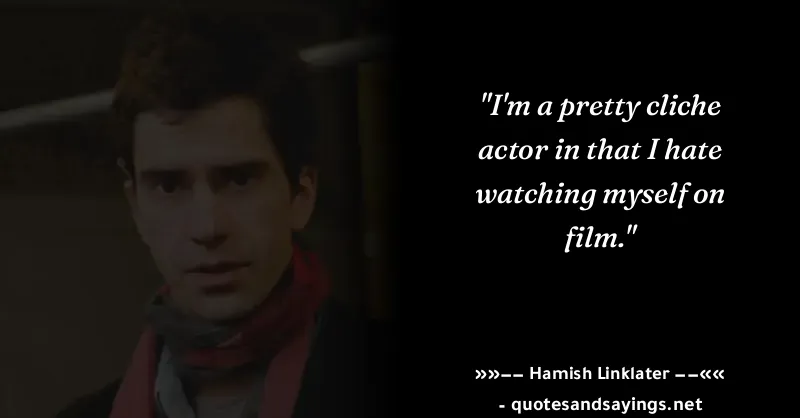 "I'm a pretty cliche
actor in that I hate
watching myself on
film."
»»–– Hamish Linklater ––««
- quotesandsayings.net